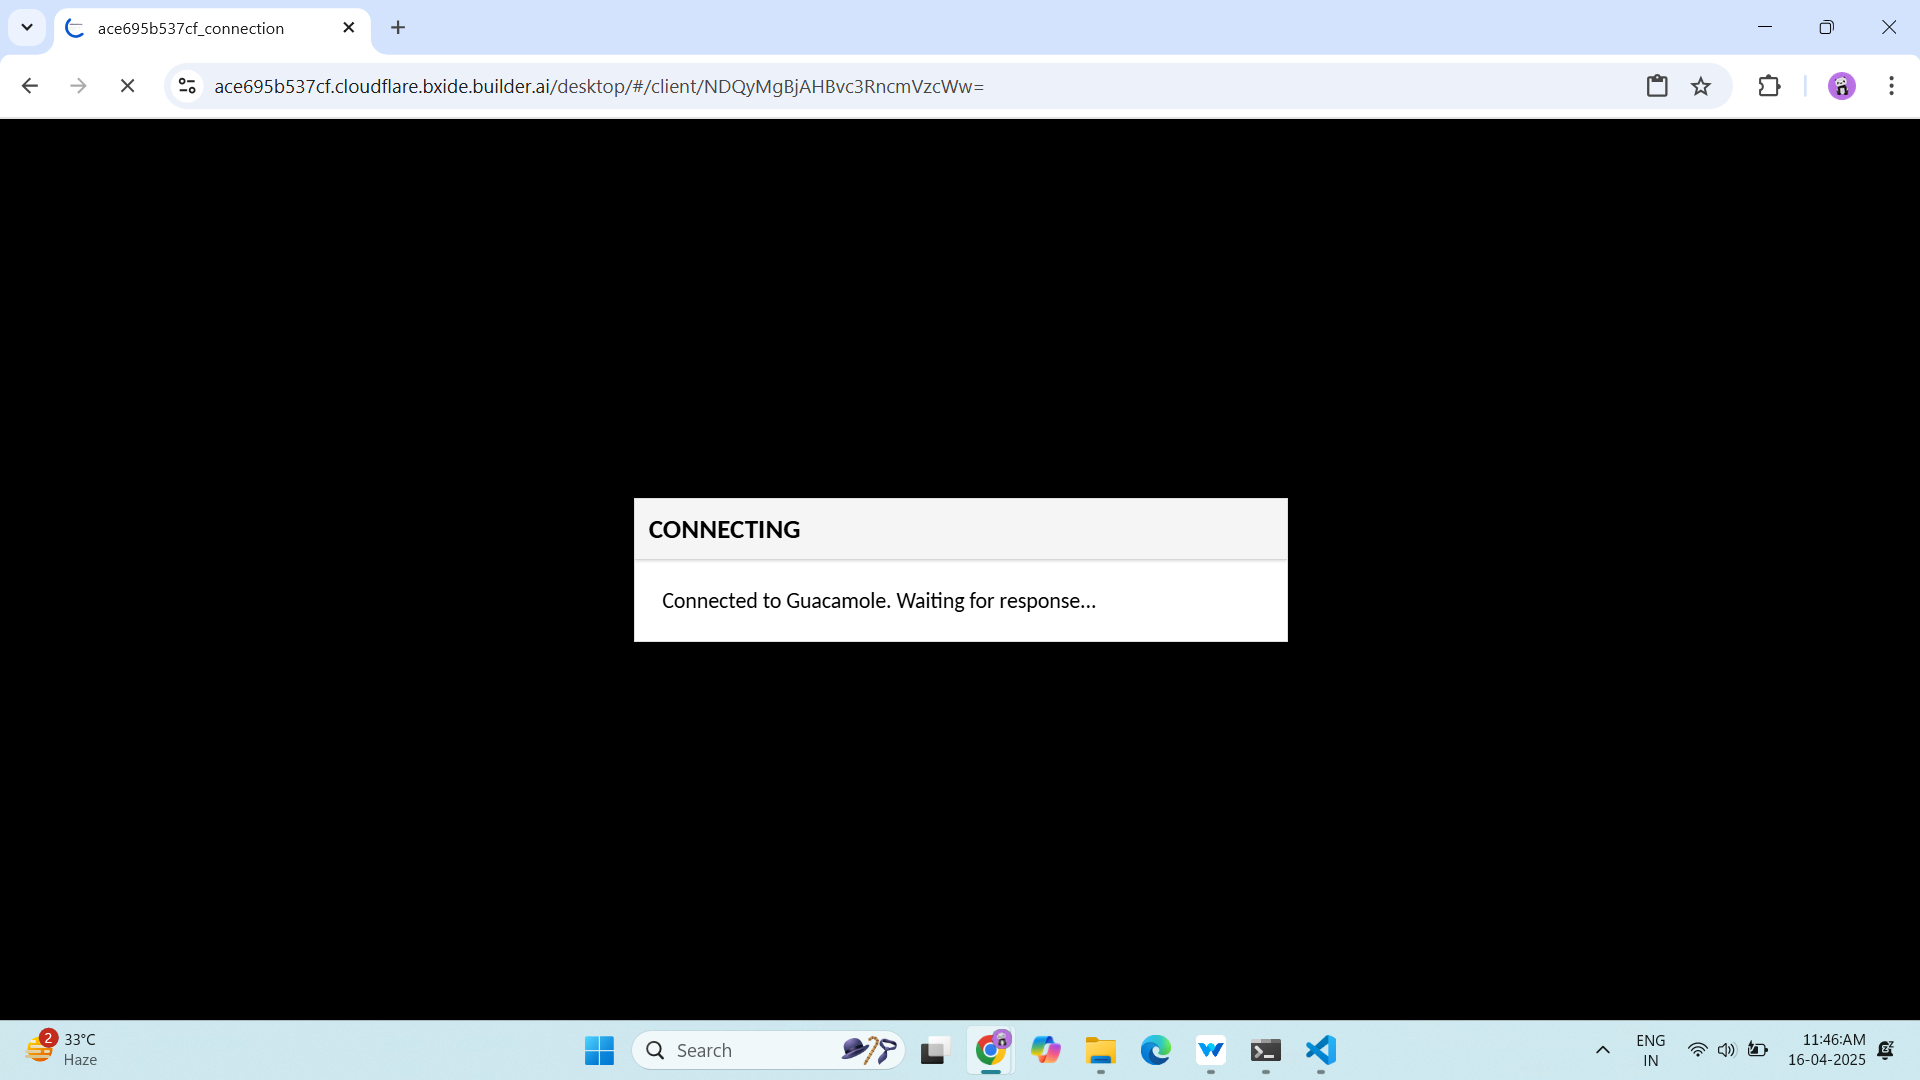 ace695b537cf_connection
ace695b537cf.cloudflare.bxide.builder.ai/desktop/#/client/NDQyMgBjAHBvc3RncmVzcWw=
CONNECTING
Connected to Guacamole. Waiting for response...
2
33°C
Haze
Search
ENG
IN
11:46:AM
16-04-2025